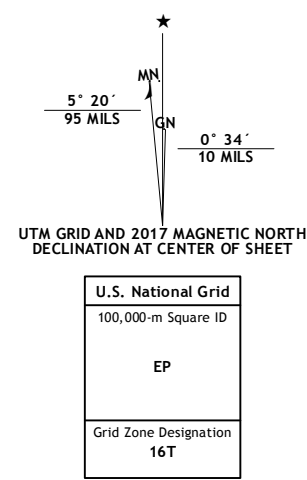 MN.
5° 20´
95 MILS
GN
0° 34´
10 MILS
UTM GRID AND 2017 MAGNETIC NORTH
DECLINATION AT CENTER OF SHEET
U.S. National Grid
100,000-m Square ID
EP
Grid Zone Designation
16T